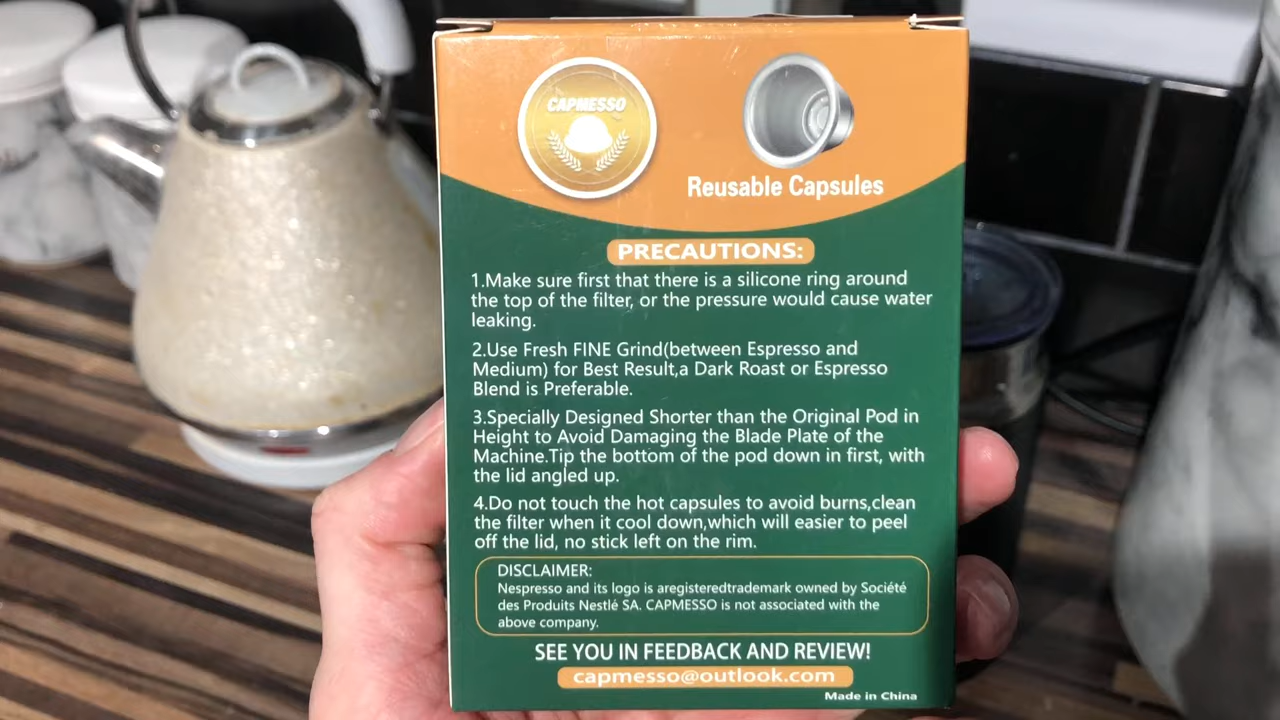 CAPMESSO
Reusable Capsules
PRECAUTIONS:
1.Make sure first that there is a silicone ring around
the top of the filter, or the pressure would cause water
leaking.
2.Use Fresh FINE Grind(between Espresso and
Medium) for Best Result,a Dark Roast or Espresso
Blend is Preferable.
3.Specially Designed Shorter than the Original Pod in
Height to Avoid Damaging the Blade Plate of the
Machine.Tip the bottom of the pod down in first, with
the lid angled up.
4.Do not touch the hot capsules to avoid burns,clean
the filter when it cool down,which will easier to peel
off the lid, no stick left on the rim.
DISCLAIMER:
Nespresso and its logo is aregisteredtrademark owned by Société
des Produits Nestlé SA. CAPMESSO is not associated with the
above company.
SEE YOU IN FEEDBACK AND REVIEW!
capmesso@outlook.com
Made in China